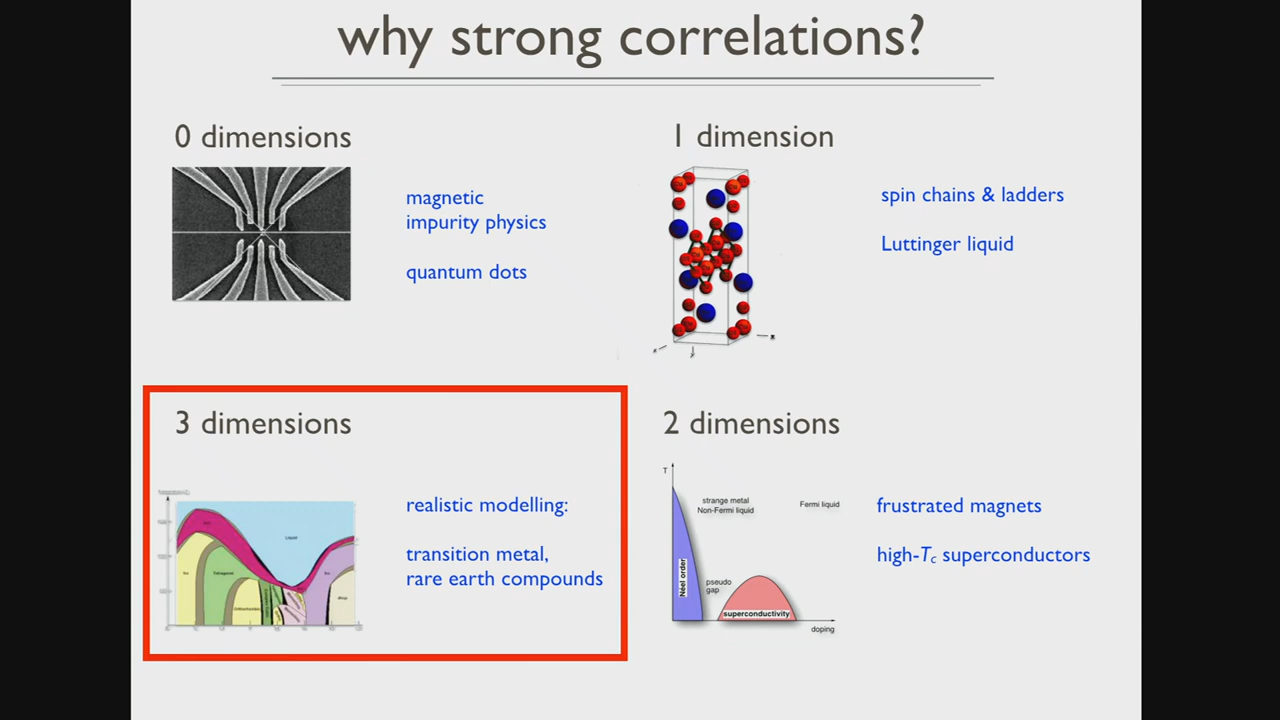 why strong correlations?
0 dimensions
magnetic
impurity physics
quantum dots
1 dimension
spin chains & ladders
Luttinger liquid
3 dimensions
Liquid
Tetragonal
realistic modelling:
transition metal,
rare earth compounds
2 dimensions
T
strange metal
Non-Fermi liquid
Fermi liquid
Néel order
pseudo
gap
superconductivity
doping
frustrated magnets
high-Tc superconductors